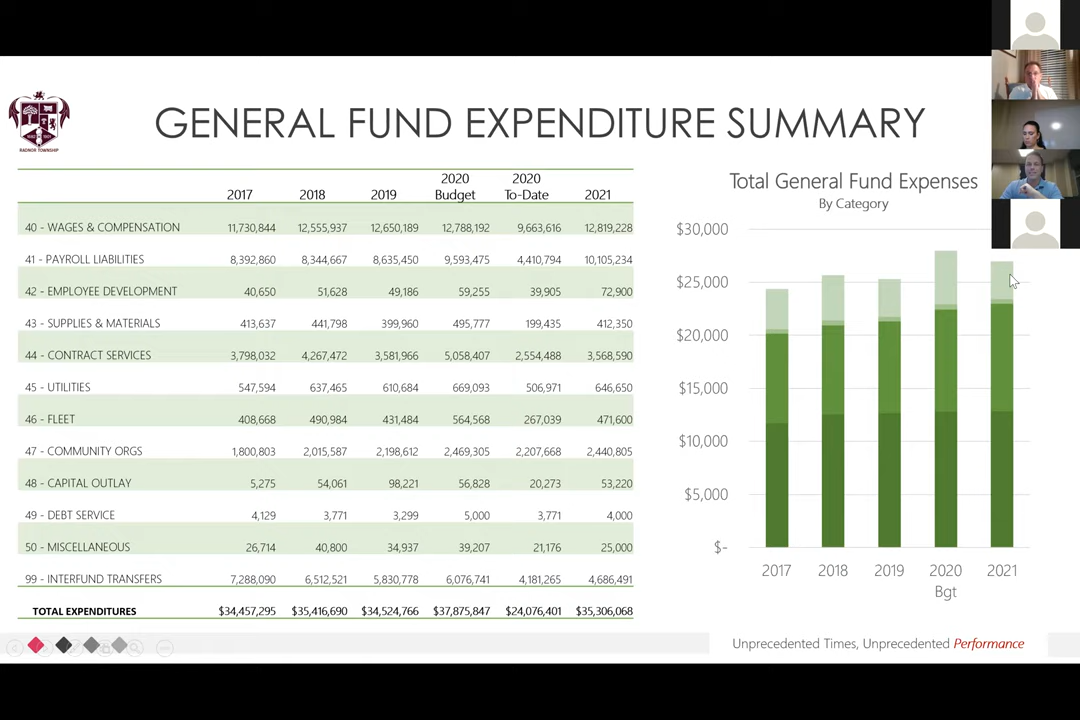 GENERAL FUND EXPENDITURE SUMMARY
RADNOR TOWNSHIP
2017 2018 2019 2020 Budget 2020 To-Date 2021
40 - WAGES & COMPENSATION 11,730,844 12,555,937 12,650,189 12,788,192 9,663,616 12,819,228
41 - PAYROLL LIABILITIES 8,392,860 8,344,667 8,635,450 9,593,475 4,410,794 10,105,234
42 - EMPLOYEE DEVELOPMENT 40,650 51,628 49,186 59,255 39,905 72,900
43 - SUPPLIES & MATERIALS 413,637 441,798 399,960 495,777 199,435 412,350
44 - CONTRACT SERVICES 3,798,032 4,267,472 3,581,966 5,058,407 2,554,488 3,568,590
45 - UTILITIES 547,594 637,465 610,684 669,093 506,971 646,650
46 - FLEET 408,668 490,984 431,484 564,568 267,039 471,600
47 - COMMUNITY ORGS 1,800,803 2,015,587 2,198,612 2,469,305 2,207,668 2,440,805
48 - CAPITAL OUTLAY 5,275 54,061 98,221 56,828 20,273 53,220
49 - DEBT SERVICE 4,129 3,771 3,299 5,000 3,771 4,000
50 - MISCELLANEOUS 26,714 40,800 34,937 39,207 21,176 25,000
99 - INTERFUND TRANSFERS 7,288,090 6,512,521 5,830,778 6,076,741 4,181,265 4,686,491
TOTAL EXPENDITURES $34,457,295 $35,416,690 $34,524,766 $37,875,847 $24,076,401 $35,306,068
Total General Fund Expenses
By Category
$30,000
$25,000
$20,000
$15,000
$10,000
$5,000
$-
2017 2018 2019 2020 2021
Bgt
Unprecedented Times, Unprecedented Performance